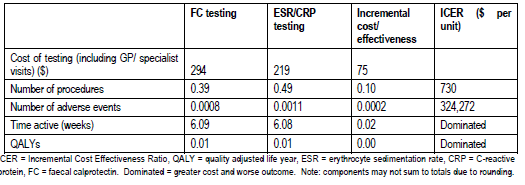 FC testing ESR/CRP testing Incremental cost/ effectiveness ICER ($ per unit)
Cost of testing (including GP/ specialist visits) ($) 294 219 75
Number of procedures 0.39 0.49 0.10 730
Number of adverse events 0.0008 0.0011 0.0002 324,272
Time active (weeks) 6.09 6.08 0.02 Dominated
QALYs 0.01 0.01 0.00 Dominated
CER = Incremental Cost Effectiveness Ratio, QALY = quality adjusted life year, ESR = erythrocyte sedimentation rate, CRP = C-reactive
protein, FC = faecal calprotectin. Dominated = greater cost and worse outcome. Note: components may not sum to totals due to rounding.